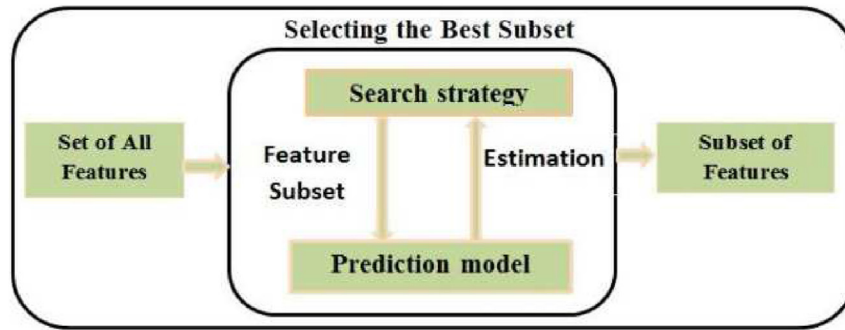 Selecting the Best Subset
Search strategy
Set of All
Features
Feature
Subset
Estimation
Subset of
Features
Prediction model